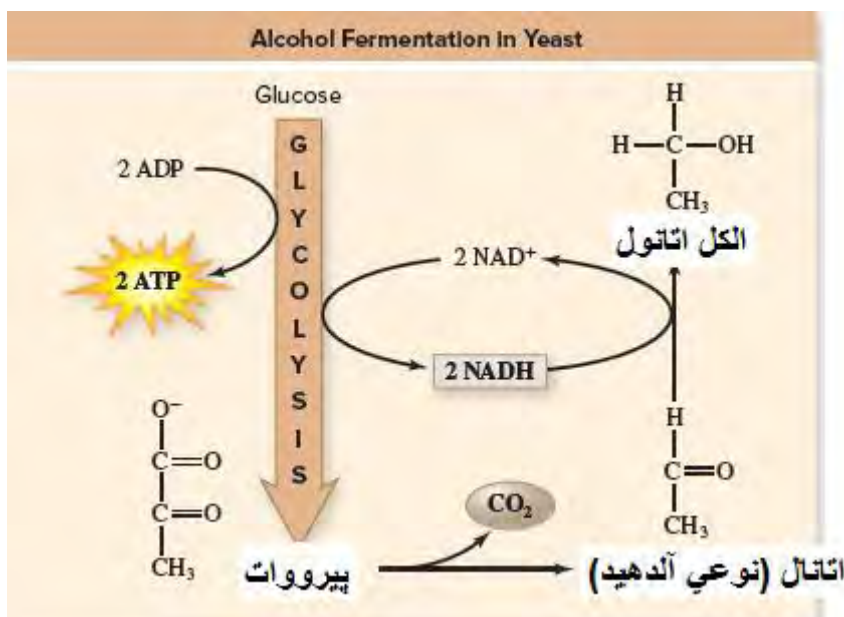 Alcohol Fermentation in Yeast
Glucose
GLYCOLYSIS
2 ADP
2 ATP
2 NAD+
2 NADH
H
H—C—OH
CH₃
الکل اتانول
H
C=O
CH₃
اتانال (نوعي آلدهيد)
CO₂
O⁻
C=O
C=O
CH₃
پيرووات